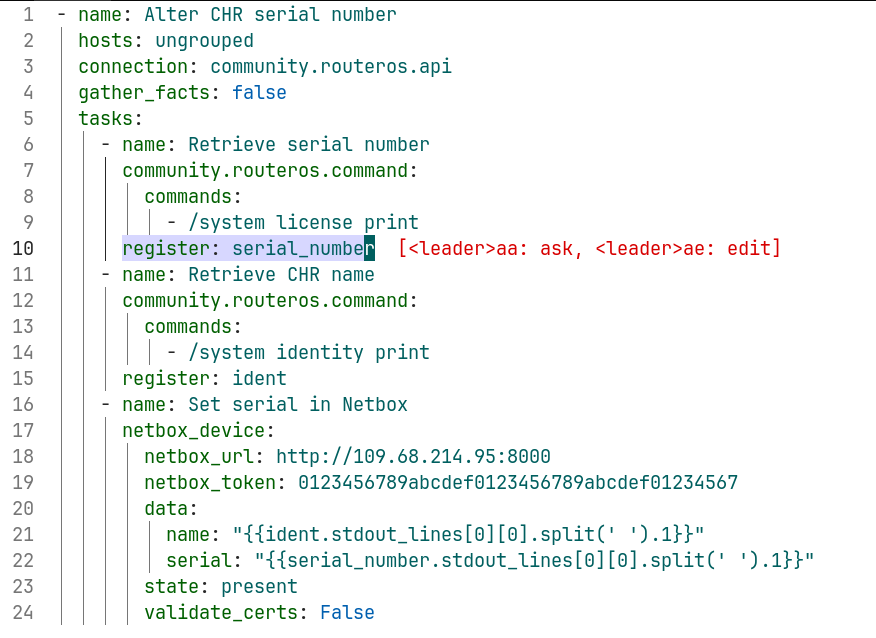 1 - name: Alter CHR serial number
2 hosts: ungrouped
3 connection: community.routeros.api
4 gather_facts: false
5 tasks:
6 - name: Retrieve serial number
7 community.routeros.command:
8 commands:
9 - /system license print
10 register: serial_number [<leader>aa: ask, <leader>ae: edit]
11 - name: Retrieve CHR name
12 community.routeros.command:
13 commands:
14 - /system identity print
15 register: ident
16 - name: Set serial in Netbox
17 netbox_device:
18 netbox_url: http://109.68.214.95:8000
19 netbox_token: 0123456789abcdef0123456789abcdef01234567
20 data:
21 name: "{{ident.stdout_lines[0][0].split(' ').1}}"
22 serial: "{{serial_number.stdout_lines[0][0].split(' ').1}}"
23 state: present
24 validate_certs: False